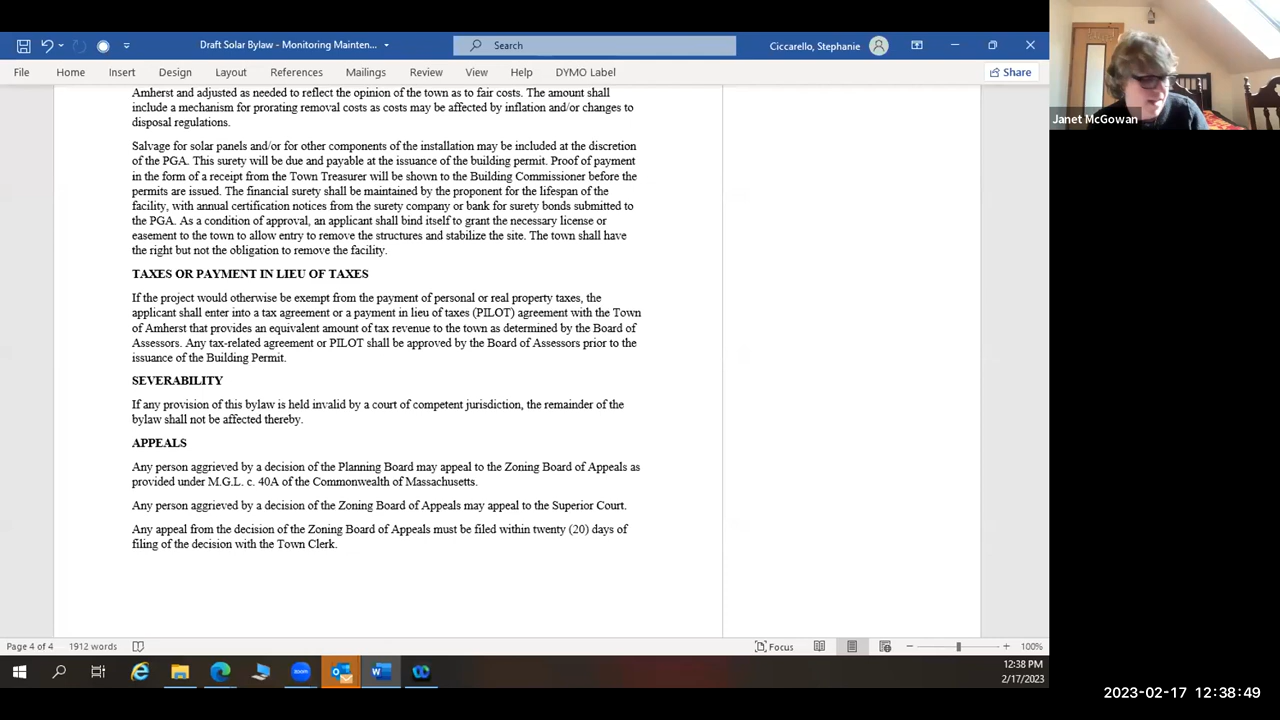 Draft Solar Bylaw - Monitoring Mainten...
Search
Ciccarello, Stephanie
File Home Insert Design Layout References Mailings Review View Help DYMO Label
Share
Amherst and adjusted as needed to reflect the opinion of the town as to fair costs. The amount shall
include a mechanism for prorating removal costs as costs may be affected by inflation and/or changes to
disposal regulations.
Salvage for solar panels and/or for other components of the installation may be included at the discretion
of the PGA. This surety will be due and payable at the issuance of the building permit. Proof of payment
in the form of a receipt from the Town Treasurer will be shown to the Building Commissioner before the
permits are issued. The financial surety shall be maintained by the proponent for the lifespan of the
facility, with annual certification notices from the surety company or bank for surety bonds submitted to
the PGA. As a condition of approval, an applicant shall bind itself to grant the necessary license or
easement to the town to allow entry to remove the structures and stabilize the site. The town shall have
the right but not the obligation to remove the facility.
TAXES OR PAYMENT IN LIEU OF TAXES
If the project would otherwise be exempt from the payment of personal or real property taxes, the
applicant shall enter into a tax agreement or a payment in lieu of taxes (PILOT) agreement with the Town
of Amherst that provides an equivalent amount of tax revenue to the town as determined by the Board of
Assessors. Any tax-related agreement or PILOT shall be approved by the Board of Assessors prior to the
issuance of the Building Permit.
SEVERABILITY
If any provision of this bylaw is held invalid by a court of competent jurisdiction, the remainder of the
bylaw shall not be affected thereby.
APPEALS
Any person aggrieved by a decision of the Planning Board may appeal to the Zoning Board of Appeals as
provided under M.G.L. c. 40A of the Commonwealth of Massachusetts.
Any person aggrieved by a decision of the Zoning Board of Appeals may appeal to the Superior Court.
Any appeal from the decision of the Zoning Board of Appeals must be filed within twenty (20) days of
filing of the decision with the Town Clerk.
Page 4 of 4 1912 words
Focus
100%
zoom
12:38 PM
2/17/2023
Janet McGowan
2023-02-17 12:38:49